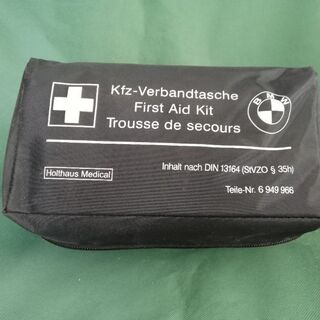 Kfz-Verbandtasche
First Aid Kit
Trousse de secours
BMW
Inhalt nach DIN 13164 (StVZO § 35h)
Holthaus Medical
Teile-Nr. 6 949 966